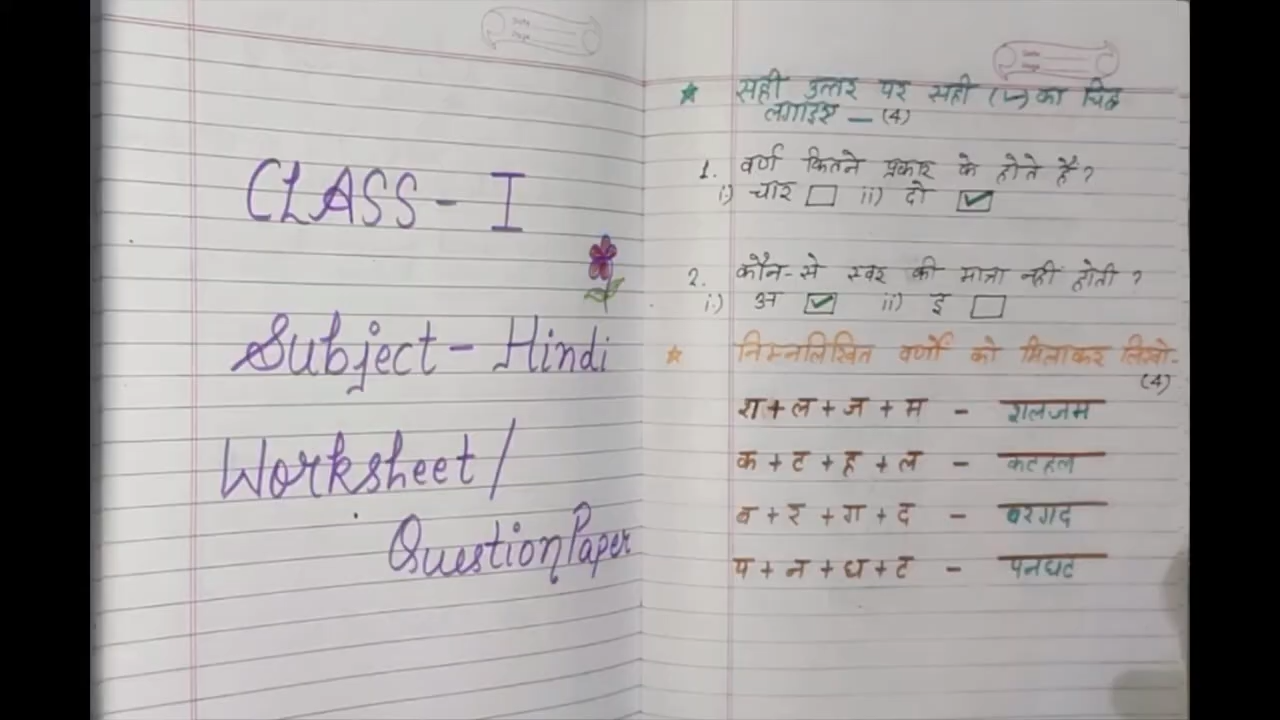 CLASS - I
Subject - Hindi
Worksheet /
Question Paper
सही उत्तर पर सही (✓) का चिह्न
लगाइए — (4)
1. वर्ण कितने प्रकार के होते हैं?
i) चार ☐ ii) दो ☑
2. कौन-से स्वर की मात्रा नहीं होती?
i) अ ☑ ii) इ ☐
निम्नलिखित वर्णों को मिलाकर लिखो-
(4)
श + ल + ज + म - शलजम
क + ट + ह + ल - कटहल
ब + र + ग + द - बरगद
प + न + घ + ट - पनघट